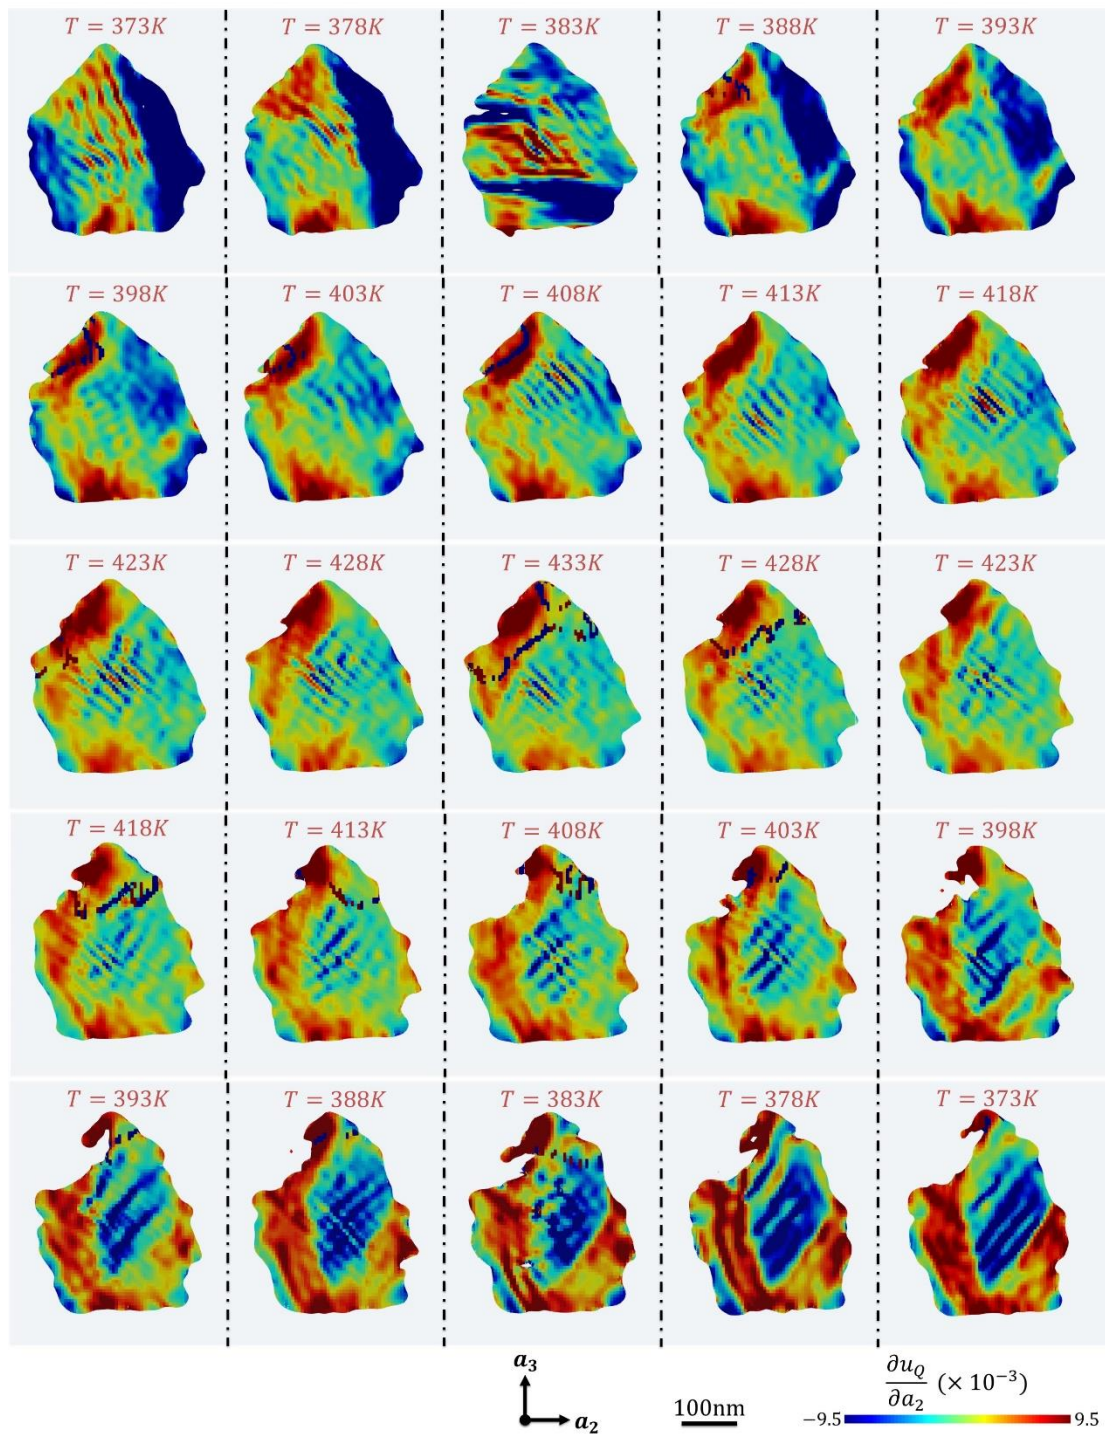 T = 373K T = 378K T = 383K T = 388K T = 393K
T = 398K T = 403K T = 408K T = 413K T = 418K
T = 423K T = 428K T = 433K T = 428K T = 423K
T = 418K T = 413K T = 408K T = 403K T = 398K
T = 393K T = 388K T = 383K T = 378K T = 373K
a₃
a₂
100nm
∂u_Q/∂a₂ (× 10⁻³)
−9.5 9.5